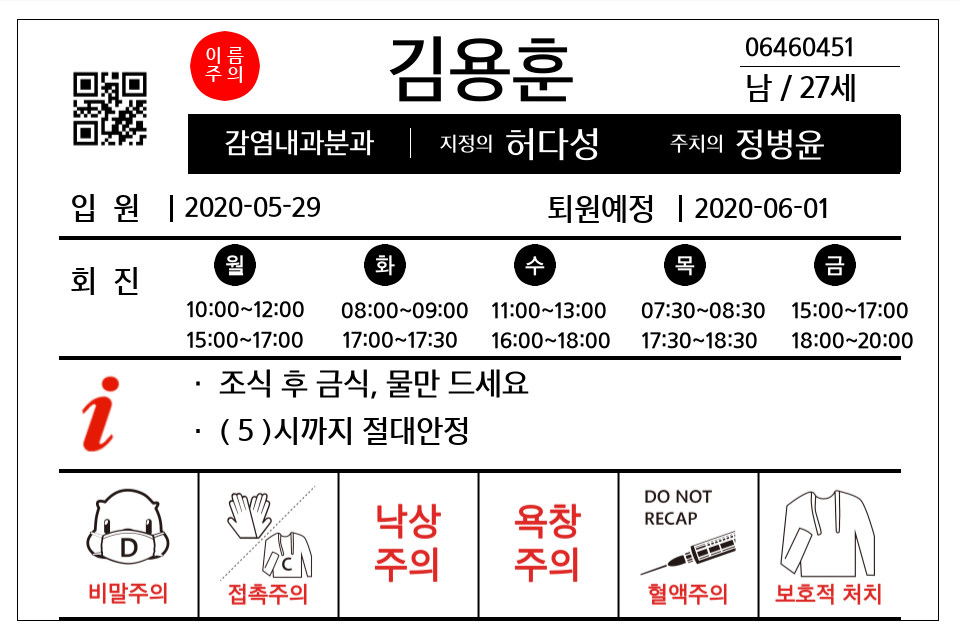 이 름
주 의
김용훈
06460451
남 / 27세
감염내과분과 지정의 허다성 주치의 정병윤
입 원 | 2020-05-29 퇴원예정 | 2020-06-01
회 진 월 화 수 목 금
10:00~12:00 08:00~09:00 11:00~13:00 07:30~08:30 15:00~17:00
15:00~17:00 17:00~17:30 16:00~18:00 17:30~18:30 18:00~20:00
i
· 조식 후 금식, 물만 드세요
· ( 5 )시까지 절대안정
D
비말주의
C
접촉주의
낙상
주의
욕창
주의
DO NOT
RECAP
혈액주의
보호적 처치